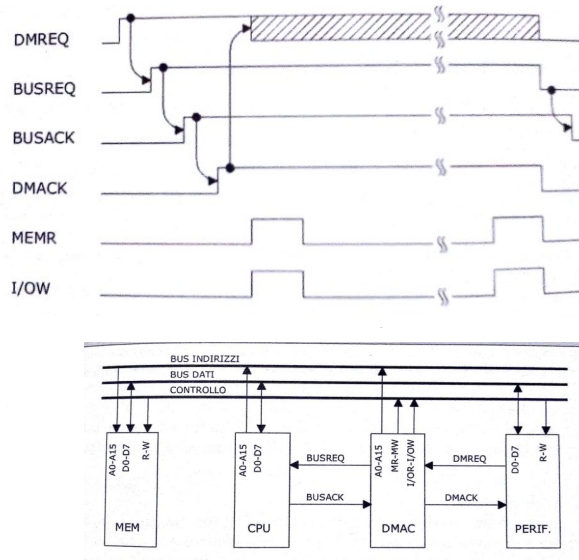 DMREQ
BUSREQ
BUSACK
DMACK
MEMR
I/OW
BUS INDIRIZZI
BUS DATI
CONTROLLO
A0-A15
D0-D7
R-W
MEM
A0-A15
D0-D7
CPU
BUSREQ
BUSACK
A0-A15
MR-MW
I/OR-I/OW
DMAC
DMREQ
DMACK
D0-D7
R-W
PERIF.